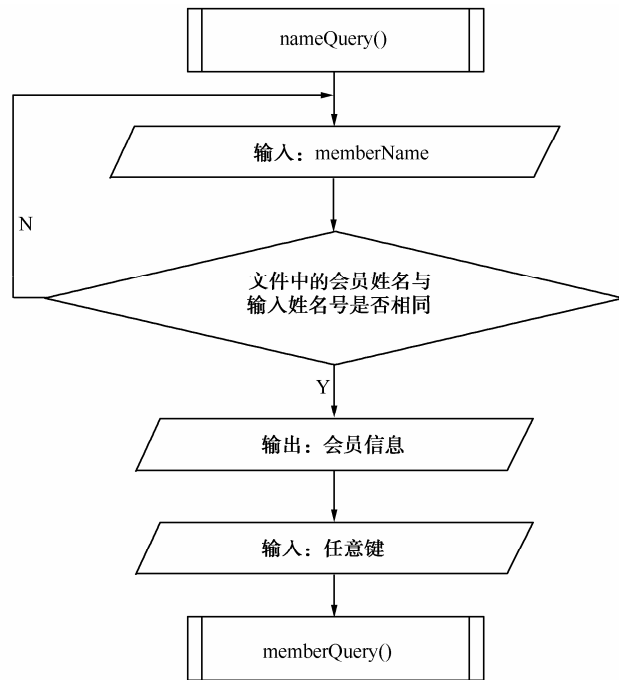 nameQuery()
输入：memberName
N
文件中的会员姓名与
输入姓名号是否相同
Y
输出：会员信息
输入：任意键
memberQuery()